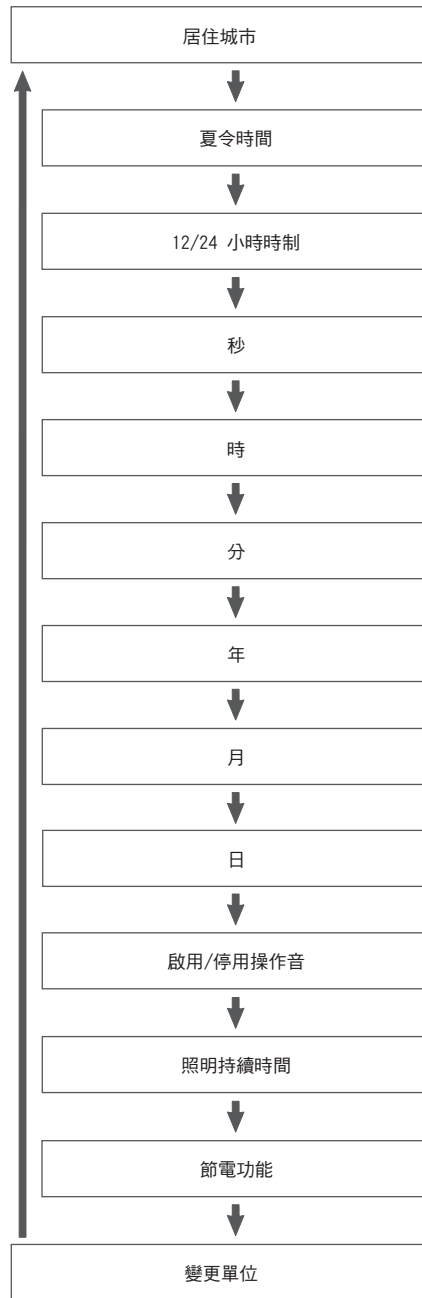 居住城市
夏令時間
12/24 小時時制
秒
時
分
年
月
日
啟用/停用操作音
照明持續時間
節電功能
變更單位